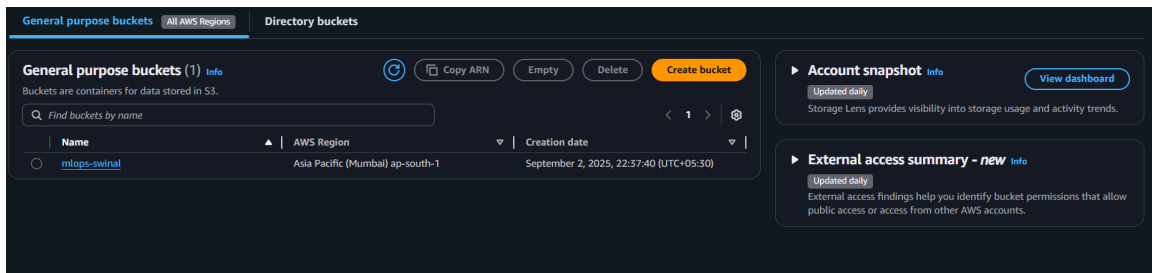 General purpose buckets All AWS Regions Directory buckets
General purpose buckets (1) Info
Copy ARN Empty Delete Create bucket
Buckets are containers for data stored in S3.
Find buckets by name
1
Name AWS Region Creation date
mlops-swinal Asia Pacific (Mumbai) ap-south-1 September 2, 2025, 22:37:40 (UTC+05:30)
Account snapshot Info
View dashboard
Updated daily
Storage Lens provides visibility into storage usage and activity trends.
External access summary - new Info
Updated daily
External access findings help you identify bucket permissions that allow
public access or access from other AWS accounts.